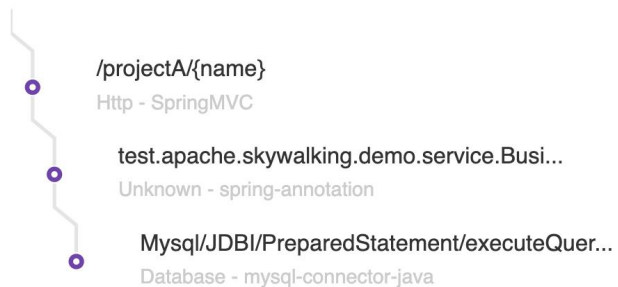 /projectA/{name}
Http - SpringMVC
test.apache.skywalking.demo.service.Busi...
Unknown - spring-annotation
Mysql/JDBI/PreparedStatement/executeQuer...
Database - mysql-connector-java